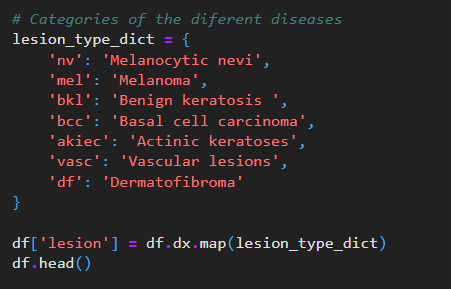 # Categories of the diferent diseases
lesion_type_dict = {
    'nv': 'Melanocytic nevi',
    'mel': 'Melanoma',
    'bkl': 'Benign keratosis ',
    'bcc': 'Basal cell carcinoma',
    'akiec': 'Actinic keratoses',
    'vasc': 'Vascular lesions',
    'df': 'Dermatofibroma'
}
df['lesion'] = df.dx.map(lesion_type_dict)
df.head()